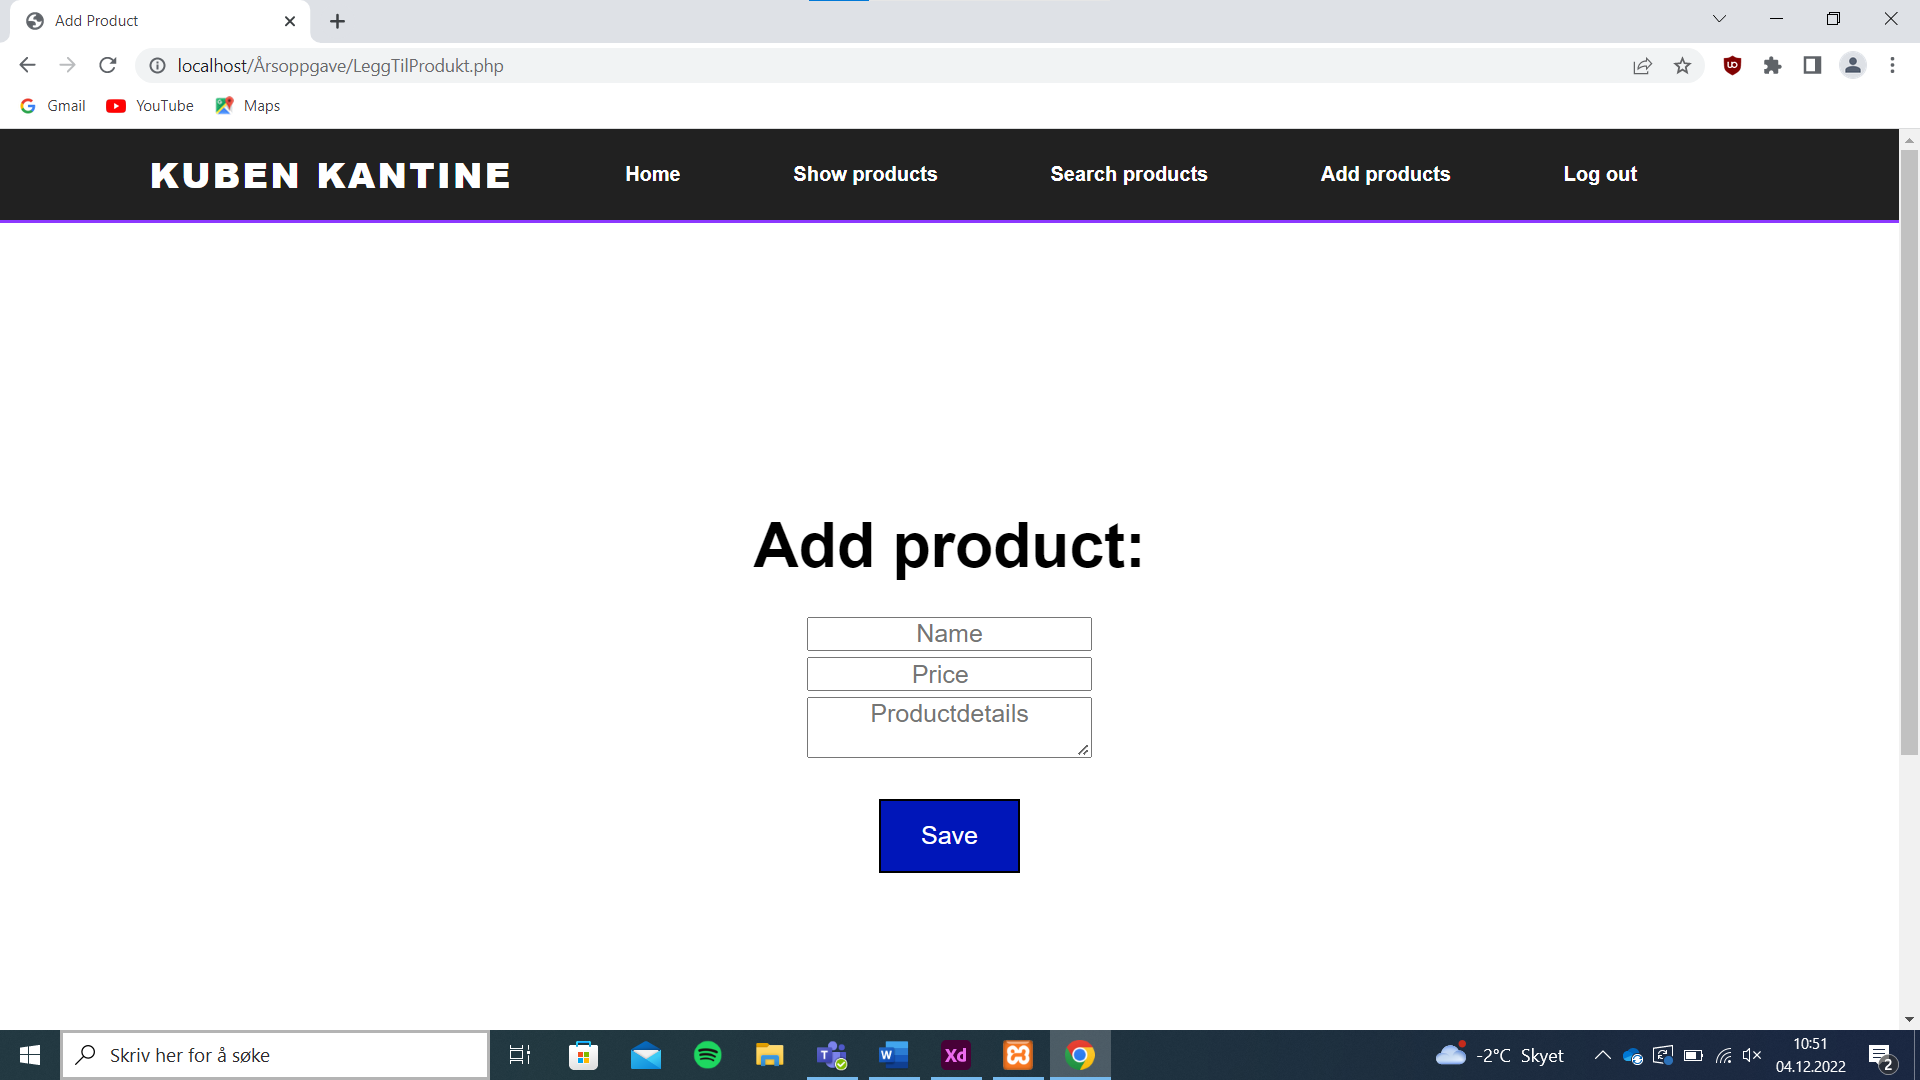 Add Product
localhost/Årsoppgave/LeggTilProdukt.php
Gmail YouTube Maps
KUBEN KANTINE Home Show products Search products Add products Log out
Add product:
Name
Price
Productdetails
Save
Skriv her for å søke
-2°C Skyet
10:51
04.12.2022
2